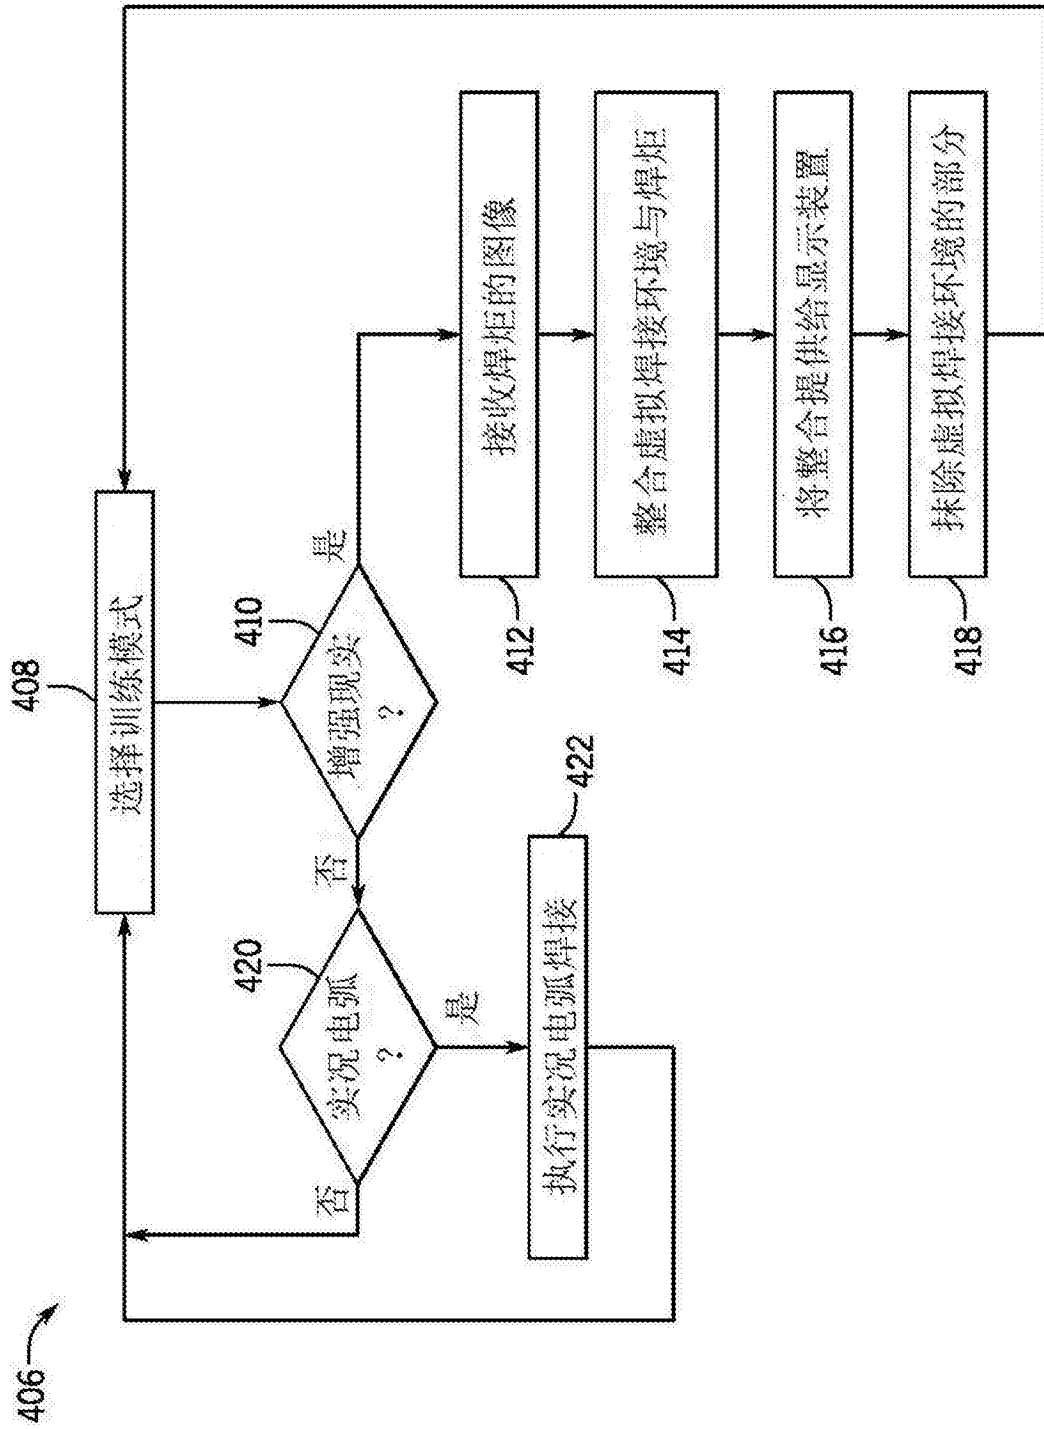 406
408
选择训练模式
410
增强现实
?
是
否
412
接收焊炬的图像
414
整合虚拟焊接环境与焊炬
416
将整合提供给显示装置
418
抹除虚拟焊接环境的部分
420
实况电弧
?
否
是
422
执行实况电弧焊接